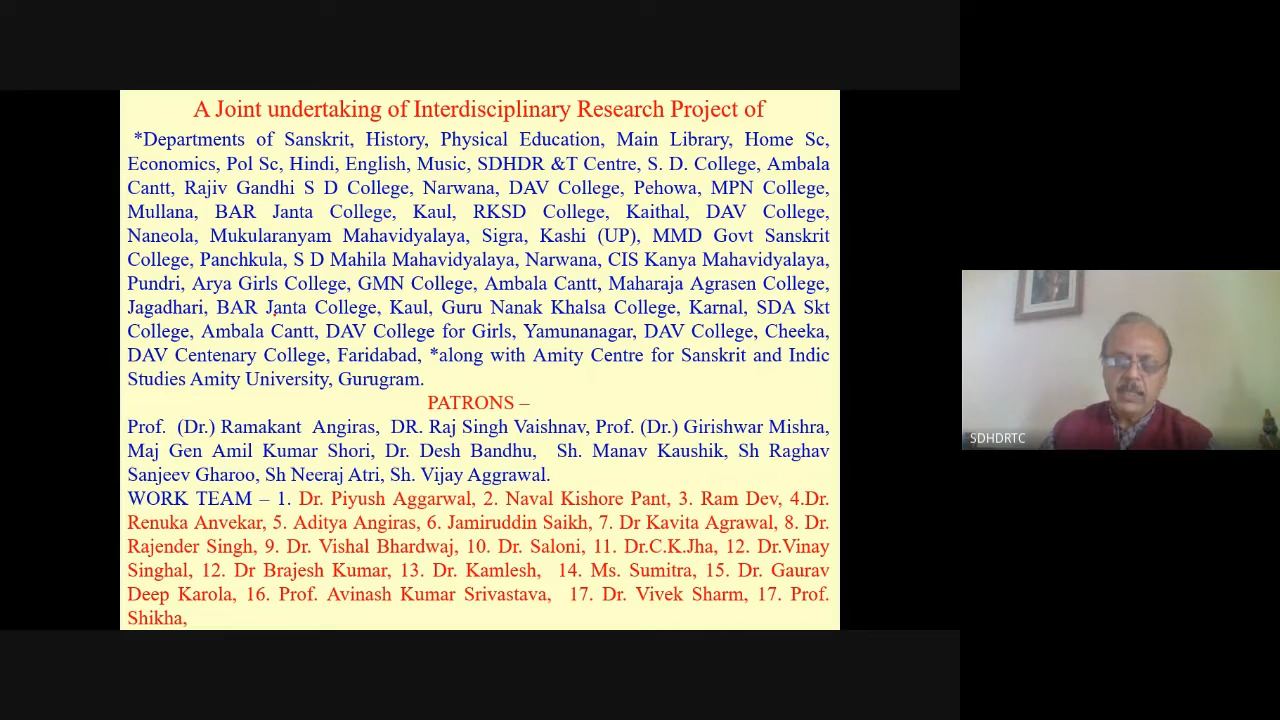 A Joint undertaking of Interdisciplinary Research Project of
*Departments of Sanskrit, History, Physical Education, Main Library, Home Sc,
Economics, Pol Sc, Hindi, English, Music, SDHDR &T Centre, S. D. College, Ambala
Cantt, Rajiv Gandhi S D College, Narwana, DAV College, Pehowa, MPN College,
Mullana, BAR Janta College, Kaul, RKSD College, Kaithal, DAV College,
Naneola, Mukularanyam Mahavidyalaya, Sigra, Kashi (UP), MMD Govt Sanskrit
College, Panchkula, S D Mahila Mahavidyalaya, Narwana, CIS Kanya Mahavidyalaya,
Pundri, Arya Girls College, GMN College, Ambala Cantt, Maharaja Agrasen College,
Jagadhari, BAR Janta College, Kaul, Guru Nanak Khalsa College, Karnal, SDA Skt
College, Ambala Cantt, DAV College for Girls, Yamunanagar, DAV College, Cheeka,
DAV Centenary College, Faridabad, *along with Amity Centre for Sanskrit and Indic
Studies Amity University, Gurugram.
PATRONS –
Prof. (Dr.) Ramakant Angiras, DR. Raj Singh Vaishnav, Prof. (Dr.) Girishwar Mishra,
Maj Gen Amil Kumar Shori, Dr. Desh Bandhu, Sh. Manav Kaushik, Sh Raghav
Sanjeev Gharoo, Sh Neeraj Atri, Sh. Vijay Aggrawal.
WORK TEAM – 1. Dr. Piyush Aggarwal, 2. Naval Kishore Pant, 3. Ram Dev, 4.Dr.
Renuka Anvekar, 5. Aditya Angiras, 6. Jamiruddin Saikh, 7. Dr Kavita Agrawal, 8. Dr.
Rajender Singh, 9. Dr. Vishal Bhardwaj, 10. Dr. Saloni, 11. Dr.C.K.Jha, 12. Dr.Vinay
Singhal, 12. Dr Brajesh Kumar, 13. Dr. Kamlesh, 14. Ms. Sumitra, 15. Dr. Gaurav
Deep Karola, 16. Prof. Avinash Kumar Srivastava, 17. Dr. Vivek Sharm, 17. Prof.
Shikha,
SDHDRTC